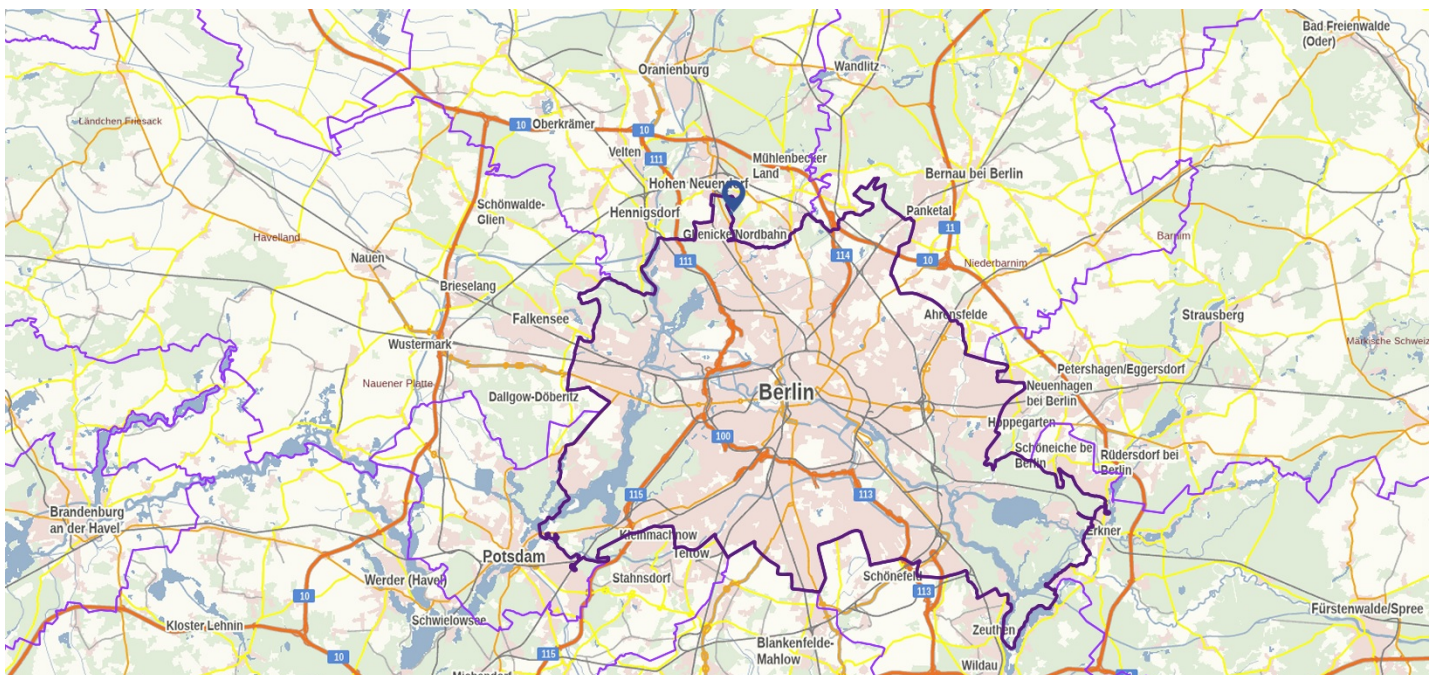 Bad Freienwalde
(Oder)
Oranienburg
Wandlitz
Ländchen Friesack
10
Oberkrämer
10
Velten
111
Mühlenbecker
Land
Bernau bei Berlin
Hohen Neuendorf
Schönwalde-
Glien
Hennigsdorf
Panketal
11
Havelland
Glienicke/Nordbahn
Barnim
Nauen
111
114
10
Niederbarnim
Brieselang
Falkensee
Ahrensfelde
Strausberg
Wustermark
Märkische Schweiz
Nauener Platte
Petershagen/Eggersdorf
Dallgow-Döberitz
Berlin
Neuenhagen
bei Berlin
Hoppegarten
100
Schöneiche bei
Berlin
Rüdersdorf bei
Berlin
115
113
Brandenburg
an der Havel
Kleinmachnow
Erkner
Potsdam
Teltow
Werder (Havel)
Stahnsdorf
Schönefeld
113
10
Fürstenwalde/Spree
Kloster Lehnin
Schwielowsee
Zeuthen
Blankenfelde-
Mahlow
115
10
Wildau